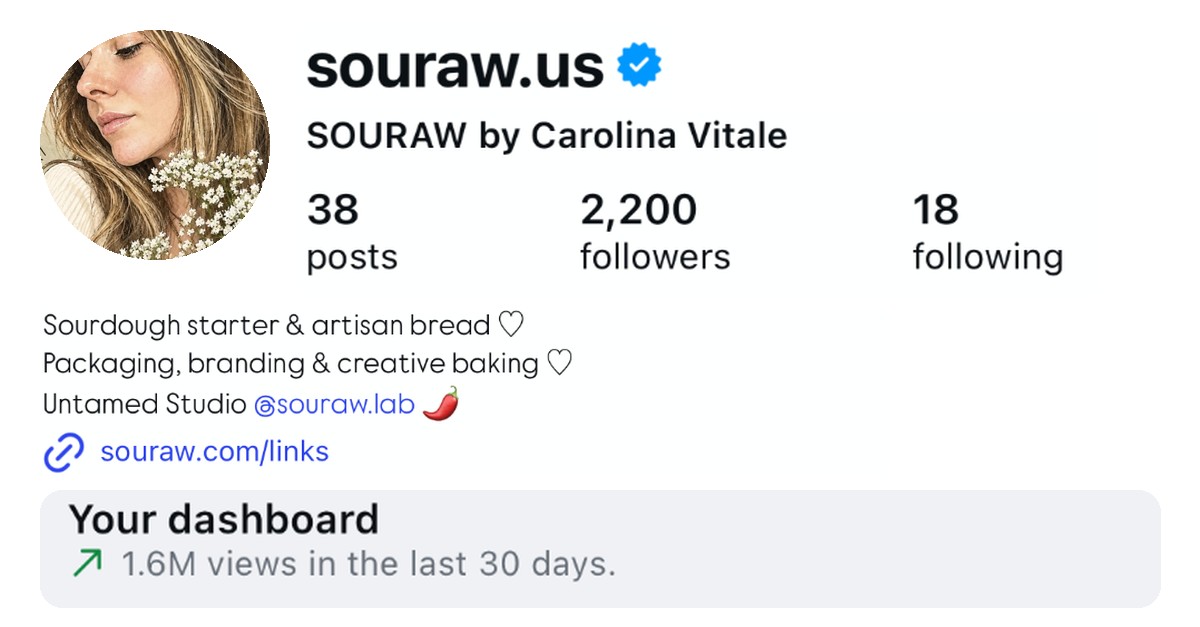 souraw.us
SOURAW by Carolina Vitale
38 2,200 18
posts followers following
Sourdough starter & artisan bread ♡
Packaging, branding & creative baking ♡
Untamed Studio @souraw.lab 🌶️
souraw.com/links
Your dashboard
1.6M views in the last 30 days.